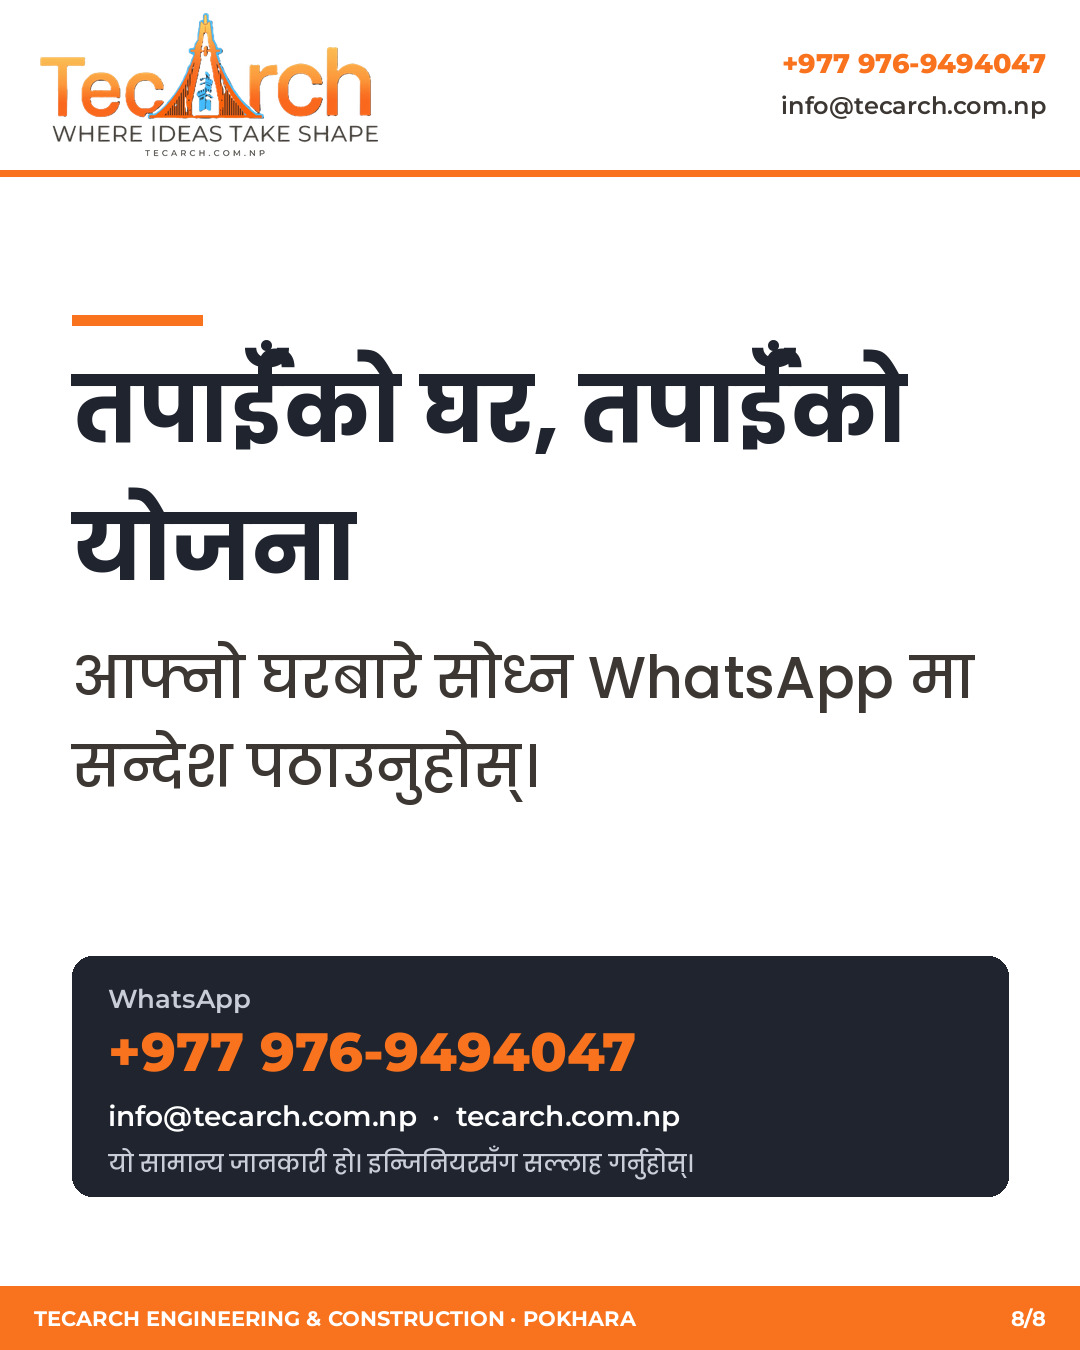 TecArch
WHERE IDEAS TAKE SHAPE
TECARCH.COM.NP
+977 976-9494047
info@tecarch.com.np
तपाईँको घर, तपाईँको
योजना
आफ्नो घरबारे सोध्न WhatsApp मा
सन्देश पठाउनुहोस्।
WhatsApp
+977 976-9494047
info@tecarch.com.np · tecarch.com.np
यो सामान्य जानकारी हो। इन्जिनियरसँग सल्लाह गर्नुहोस्।
TECARCH ENGINEERING & CONSTRUCTION · POKHARA
8/8